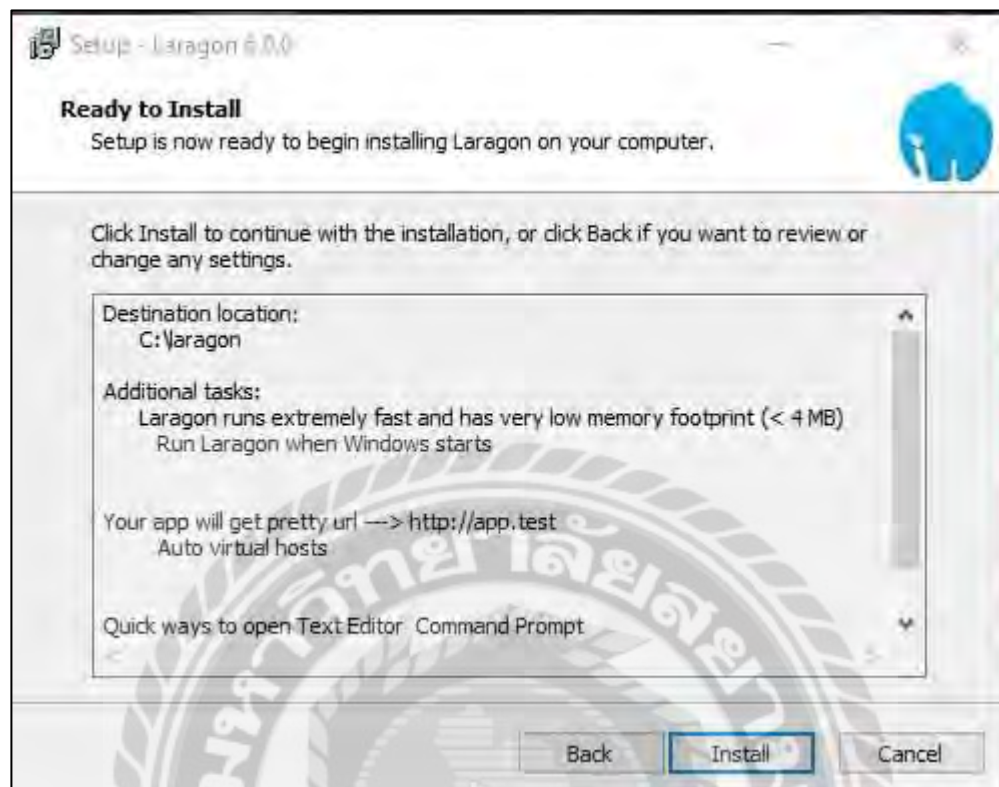 Setup - Laragon 6.0.0
Ready to Install
Setup is now ready to begin installing Laragon on your computer.
Click Install to continue with the installation, or click Back if you want to review or
change any settings.
Destination location:
C:\laragon
Additional tasks:
Laragon runs extremely fast and has very low memory footprint (< 4 MB)
Run Laragon when Windows starts
Your app will get pretty url ---> http://app.test
Auto virtual hosts
Quick ways to open Text Editor Command Prompt
Back Install Cancel